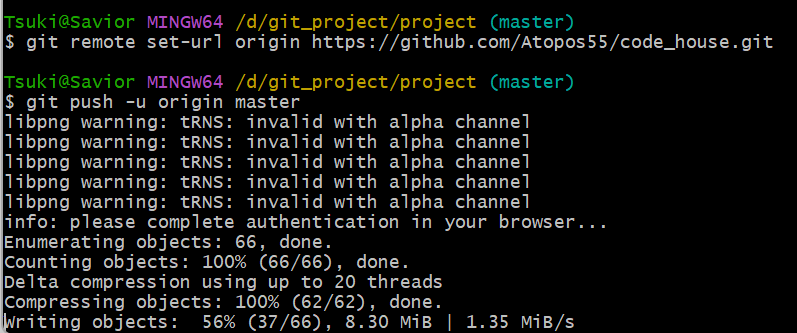 Tsuki@Savior MINGW64 /d/git_project/project (master)
$ git remote set-url origin https://github.com/Atopos55/code_house.git
Tsuki@Savior MINGW64 /d/git_project/project (master)
$ git push -u origin master
libpng warning: tRNS: invalid with alpha channel
libpng warning: tRNS: invalid with alpha channel
libpng warning: tRNS: invalid with alpha channel
libpng warning: tRNS: invalid with alpha channel
libpng warning: tRNS: invalid with alpha channel
info: please complete authentication in your browser...
Enumerating objects: 66, done.
Counting objects: 100% (66/66), done.
Delta compression using up to 20 threads
Compressing objects: 100% (62/62), done.
Writing objects:  56% (37/66), 8.30 MiB | 1.35 MiB/s